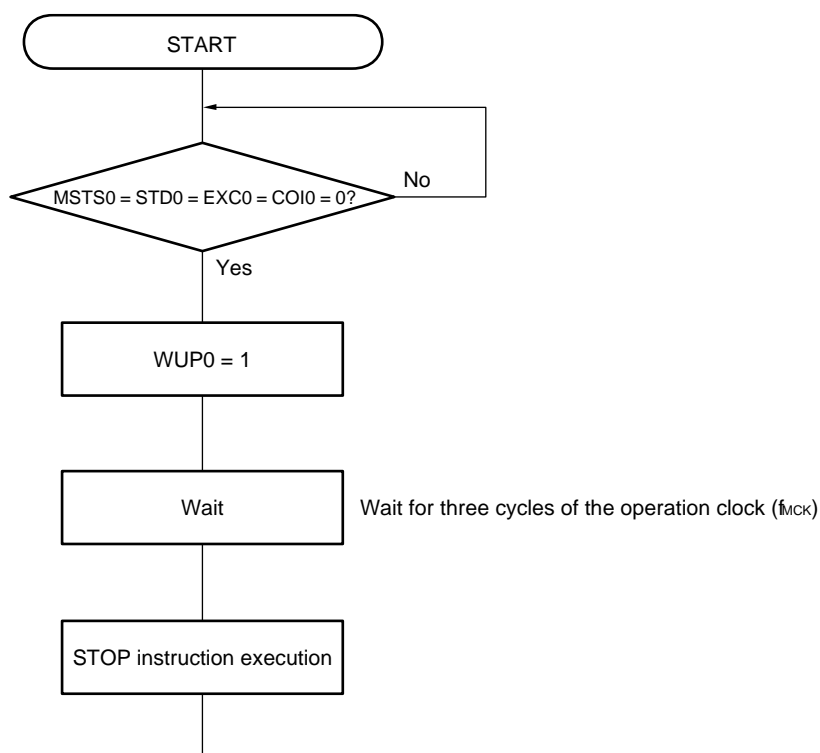 START
MSTS0 = STD0 = EXC0 = COI0 = 0?
No
Yes
WUP0 = 1
Wait
Wait for three cycles of the operation clock (fMCK)
STOP instruction execution